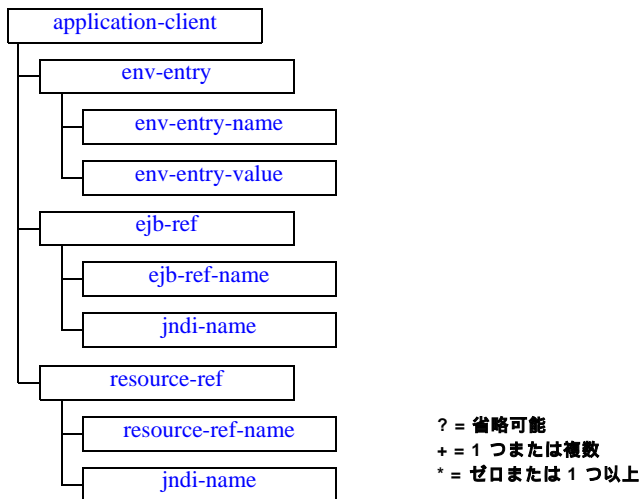 application-client
env-entry
env-entry-name
env-entry-value
ejb-ref
ejb-ref-name
jndi-name
resource-ref
resource-ref-name
jndi-name
? = 省略可能
+ = 1 つまたは複数
* = ゼロまたは 1 つ以上